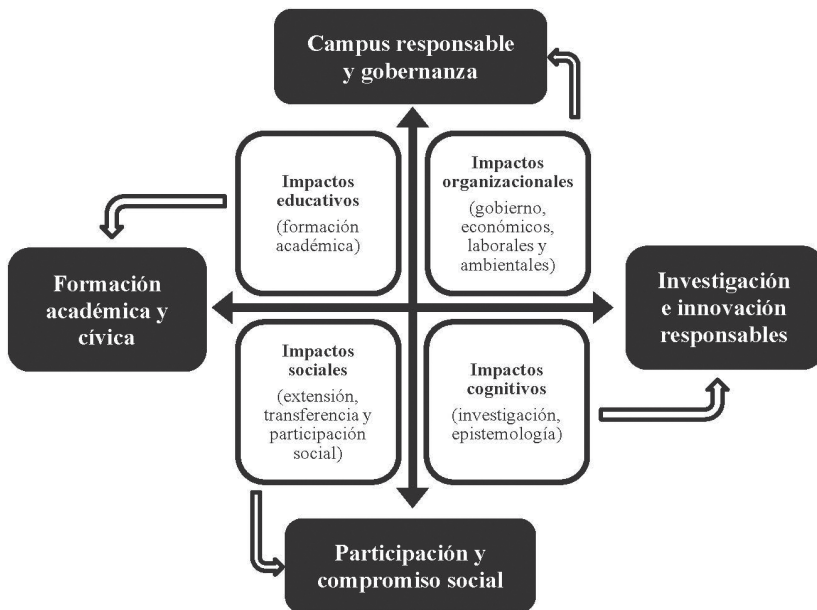 Campus responsable
y gobernanza
Impactos
educativos
(formación
académica)
Impactos
organizacionales
(gobierno,
económicos,
laborales y
ambientales)
Formación
académica y
cívica
Investigación
e innovación
responsables
Impactos
sociales
(extensión,
transferencia y
participación
social)
Impactos
cognitivos
(investigación,
epistemología)
Participación y
compromiso social